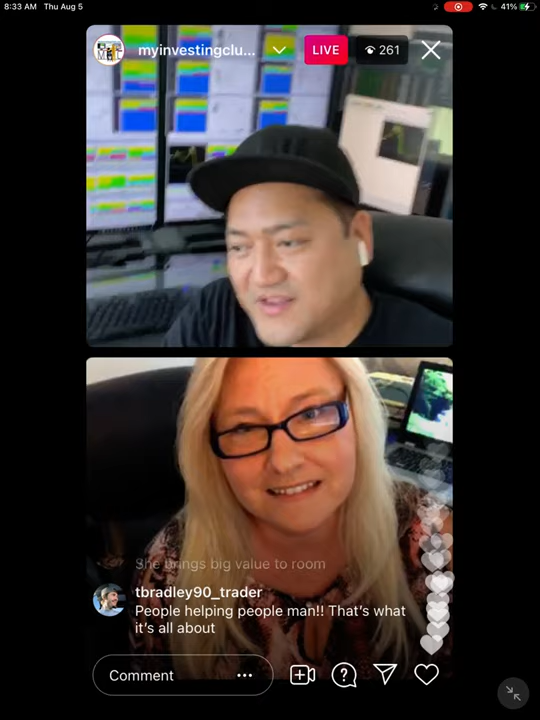 8:33 AM Thu Aug 5
41%
myinvestingclu...
LIVE
261
She brings big value to room
tbradley90_trader
People helping people man!! That's what
it's all about
Comment